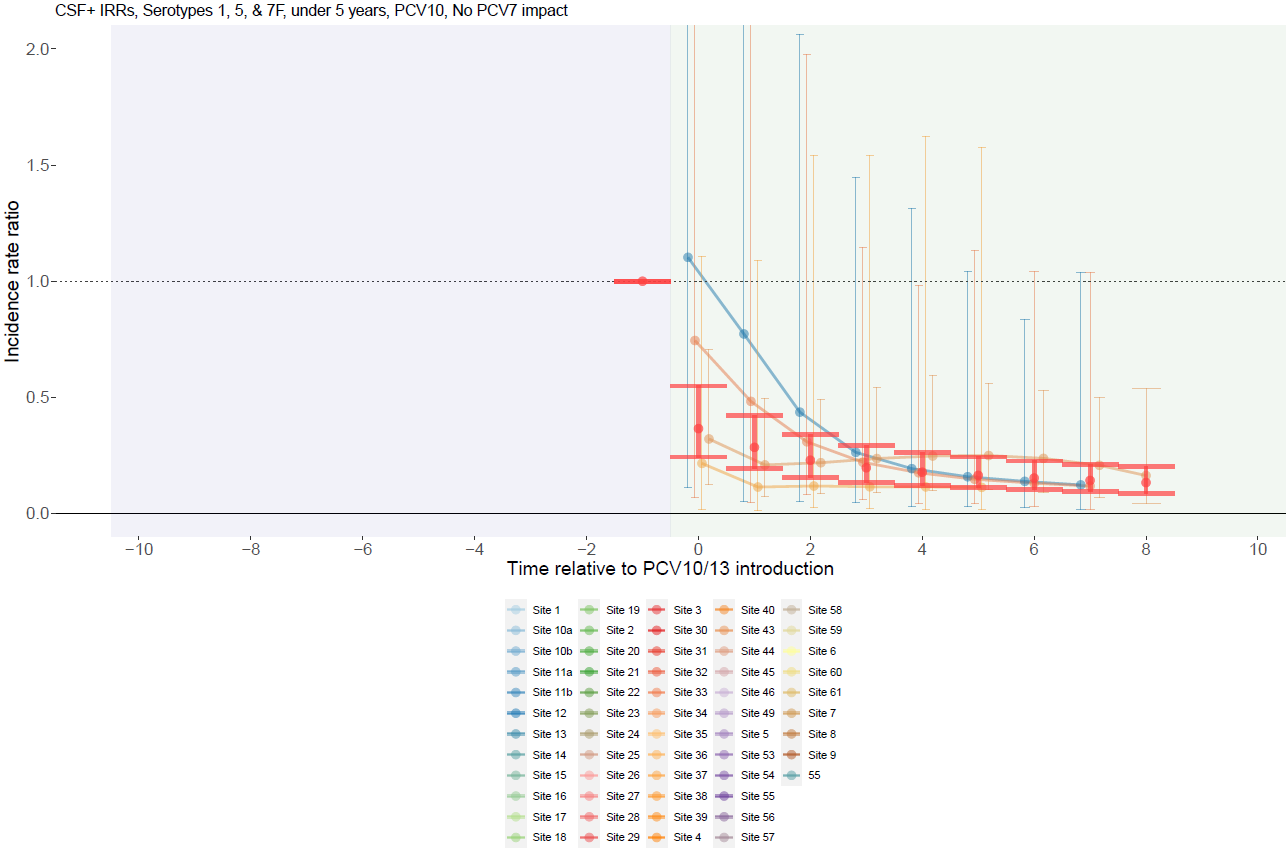 CSF+ IRRs, Serotypes 1, 5, & 7F, under 5 years, PCV10, No PCV7 impact
Incidence rate ratio
2.0
1.5
1.0
0.5
0.0
−10 −8 −6 −4 −2 0 2 4 6 8 10
Time relative to PCV10/13 introduction
Site 1 Site 19 Site 3 Site 40 Site 58
Site 10a Site 2 Site 30 Site 43 Site 59
Site 10b Site 20 Site 31 Site 44 Site 6
Site 11a Site 21 Site 32 Site 45 Site 60
Site 11b Site 22 Site 33 Site 46 Site 61
Site 12 Site 23 Site 34 Site 49 Site 7
Site 13 Site 24 Site 35 Site 5 Site 8
Site 14 Site 25 Site 36 Site 53 Site 9
Site 15 Site 26 Site 37 Site 54 55
Site 16 Site 27 Site 38 Site 55
Site 17 Site 28 Site 39 Site 56
Site 18 Site 29 Site 4 Site 57